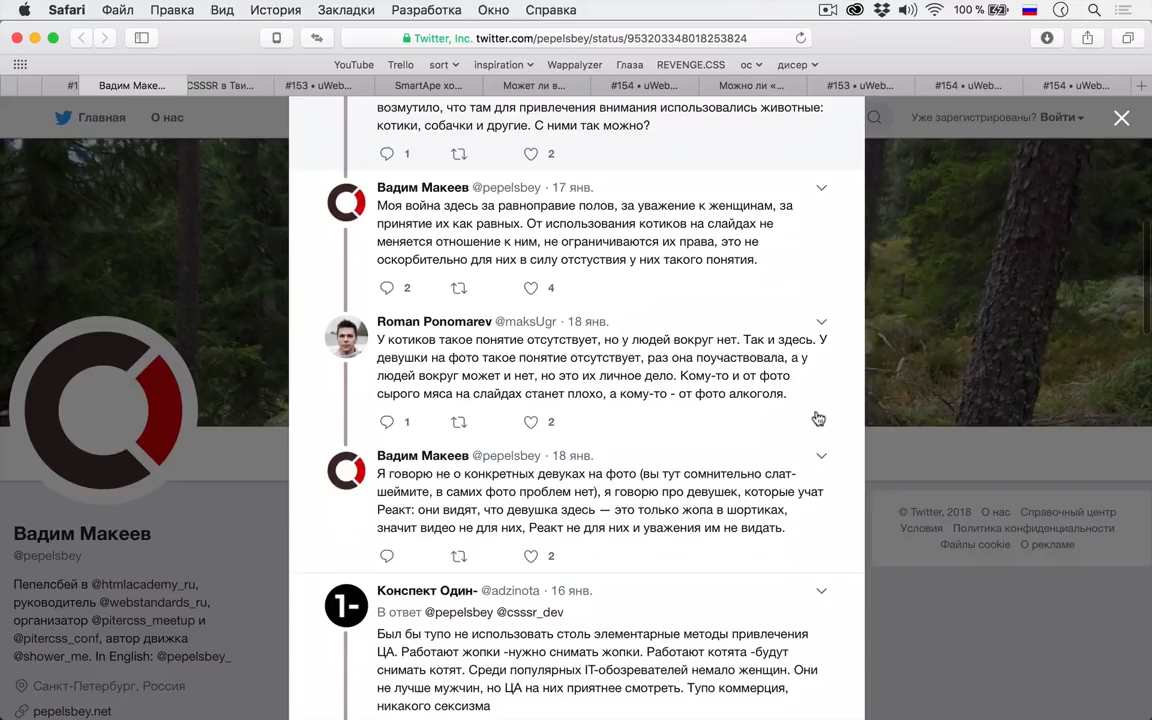 Safari Файл Правка Вид История Закладки Разработка Окно Справка 100 %
Twitter, Inc. twitter.com/pepelsbey/status/953203348018253824
YouTube Trello sort inspiration Wappalyzer Глаза REVENGE.CSS ос дисер
#1 Вадим Маке... CSSSR в Тви... #153 • uWeb... SmartApe хо... Может ли в... #154 • uWeb... Можно ли «... #153 • uWeb... #154 • uWeb... #154 • uWeb...
Главная О нас Уже зарегистрированы? Войти
возмутило, что там для привлечения внимания использовались животные:
котики, собачки и другие. С ними так можно?
1 2
Вадим Макеев @pepelsbey · 17 янв.
Моя война здесь за равноправие полов, за уважение к женщинам, за
принятие их как равных. От использования котиков на слайдах не
меняется отношение к ним, не ограничиваются их права, это не
оскорбительно для них в силу отстуствия у них такого понятия.
2 4
Roman Ponomarev @maksUgr · 18 янв.
У котиков такое понятие отсутствует, но у людей вокруг нет. Так и здесь. У
девушки на фото такое понятие отсутствует, раз она поучаствовала, а у
людей вокруг может и нет, но это их личное дело. Кому-то и от фото
сырого мяса на слайдах станет плохо, а кому-то - от фото алкоголя.
1 2
Вадим Макеев @pepelsbey · 18 янв.
Я говорю не о конкретных девуках на фото (вы тут сомнительно слат-
шеймите, в самих фото проблем нет), я говорю про девушек, которые учат
Реакт: они видят, что девушка здесь — это только жопа в шортиках,
значит видео не для них, Реакт не для них и уважения им не видать.
2
Конспект Один- @adzinota · 16 янв.
В ответ @pepelsbey @csssr_dev
Был бы тупо не использовать столь элементарные методы привлечения
ЦА. Работают жопки -нужно снимать жопки. Работают котята -будут
снимать котят. Среди популярных IT-обозревателей немало женщин. Они
не лучше мужчин, но ЦА на них приятнее смотреть. Тупо коммерция,
никакого сексизма
1-
Вадим Макеев
@pepelsbey
Пепелсбей в @htmlacademy_ru,
руководитель @webstandards_ru,
организатор @pitercss_meetup и
@pitercss_conf, автор движка
@shower_me. In English: @pepelsbey_
Санкт-Петербург, Россия
pepelsbey.net
© Twitter, 2018 О нас Справочный центр
Условия Политика конфиденциальности
Файлы cookie О рекламе